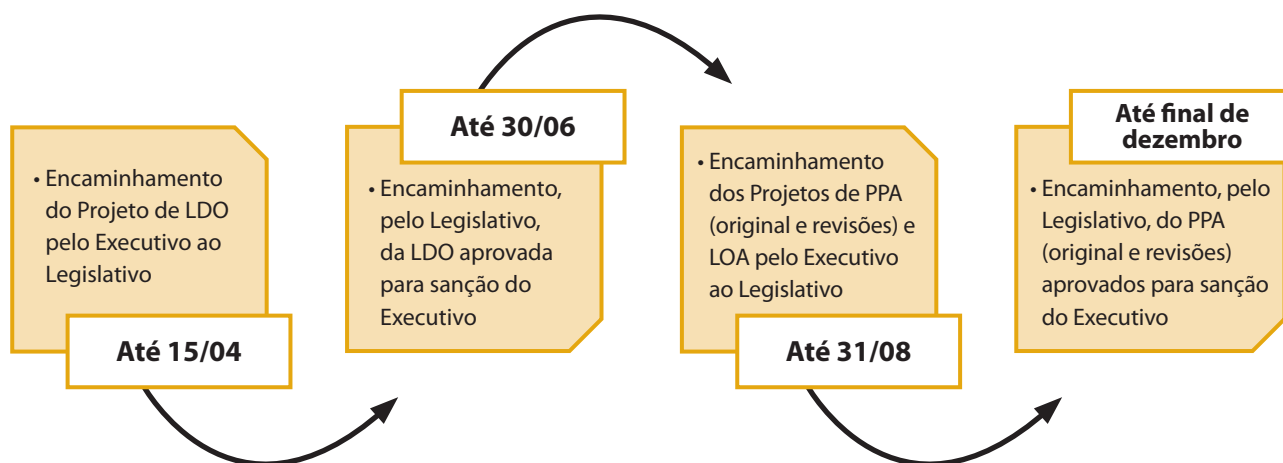 • Encaminhamento
do Projeto de LDO
pelo Executivo ao
Legislativo
Até 15/04
Até 30/06
• Encaminhamento,
pelo Legislativo,
da LDO aprovada
para sanção do
Executivo
• Encaminhamento
dos Projetos de PPA
(original e revisões) e
LOA pelo Executivo
ao Legislativo
Até 31/08
Até final de
dezembro
• Encaminhamento, pelo
Legislativo, do PPA
(original e revisões)
aprovados para sanção
do Executivo